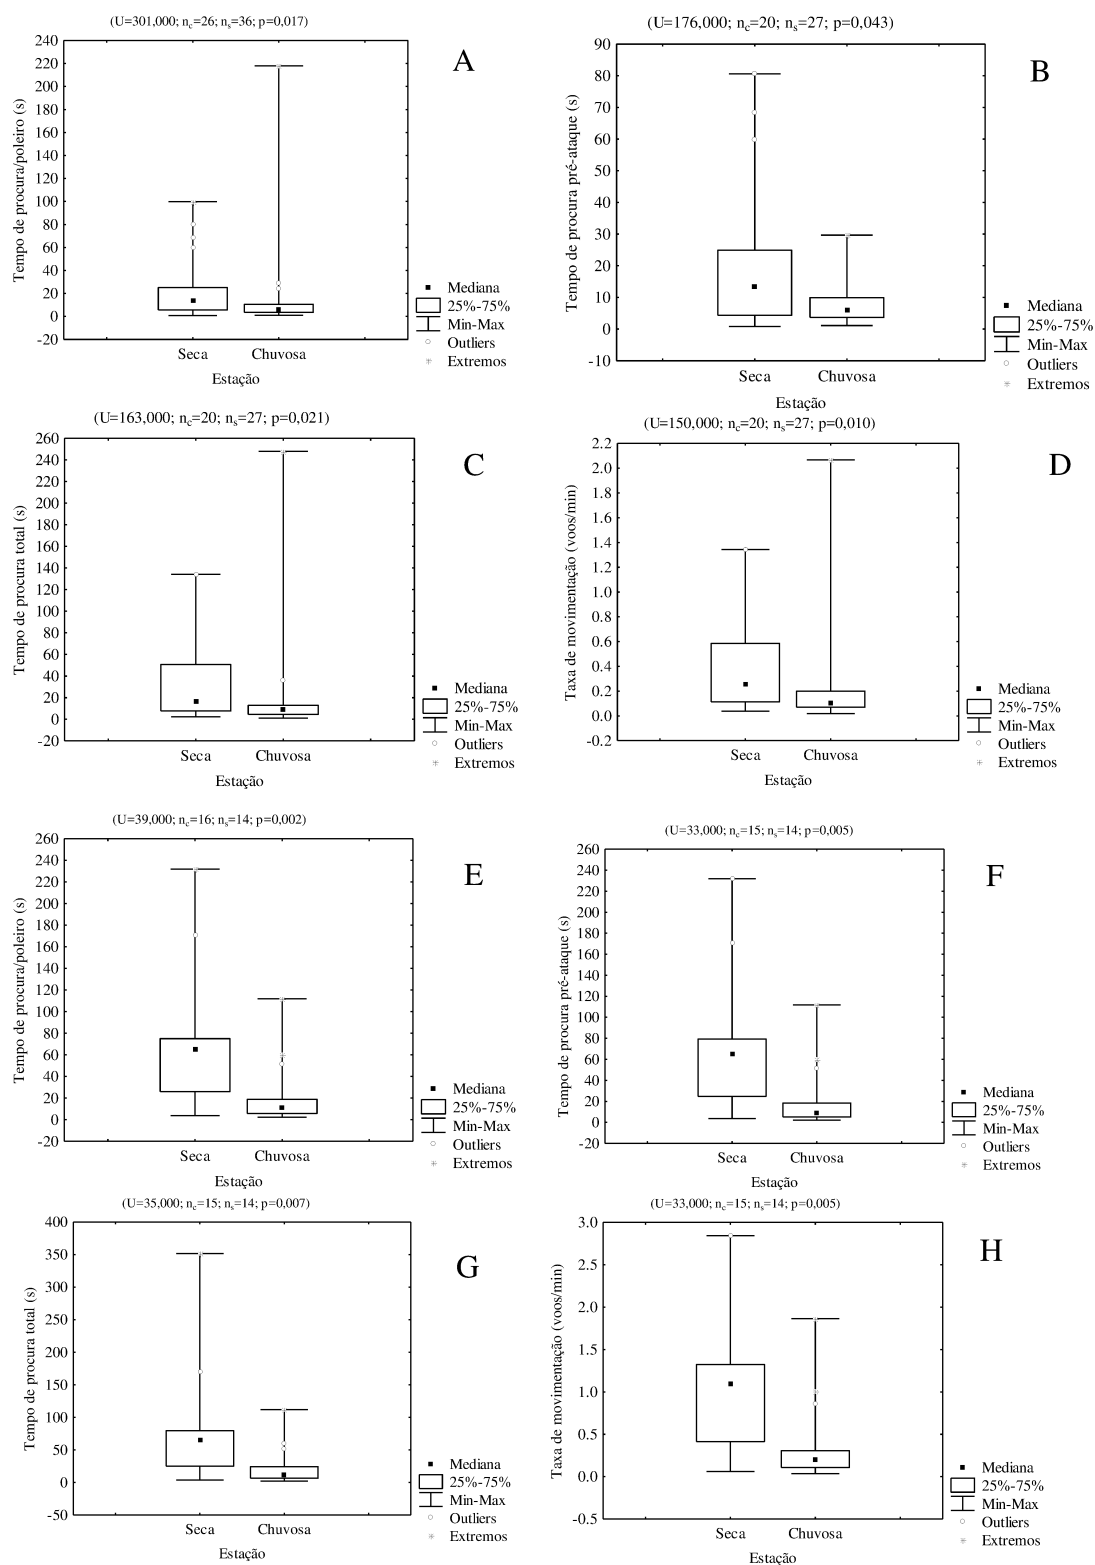 (U=301,000; nc=26; ns=36; p=0,017)
A
Tempo de procura/poleiro (s)
240
220
200
180
160
140
120
100
80
60
40
20
0
-20
Seca Chuvosa
Estação
Mediana
25%-75%
Min-Max
Outliers
Extremos
(U=176,000; nc=20; ns=27; p=0,043)
B
Tempo de procura pré-ataque (s)
90
80
70
60
50
40
30
20
10
0
-10
Seca Chuvosa
Estação
Mediana
25%-75%
Min-Max
Outliers
Extremos
(U=163,000; nc=20; ns=27; p=0,021)
C
Tempo de procura total (s)
260
240
220
200
180
160
140
120
100
80
60
40
20
0
-20
Seca Chuvosa
Estação
Mediana
25%-75%
Min-Max
Outliers
Extremos
(U=150,000; nc=20; ns=27; p=0,010)
D
Taxa de movimentação (voos/min)
2.2
2.0
1.8
1.6
1.4
1.2
1.0
0.8
0.6
0.4
0.2
0.0
-0.2
Seca Chuvosa
Estação
Mediana
25%-75%
Min-Max
Outliers
Extremos
(U=39,000; nc=16; ns=14; p=0,002)
E
Tempo de procura/poleiro (s)
260
240
220
200
180
160
140
120
100
80
60
40
20
0
-20
Seca Chuvosa
Estação
Mediana
25%-75%
Min-Max
Outliers
Extremos
(U=33,000; nc=15; ns=14; p=0,005)
F
Tempo de procura pré-ataque (s)
260
240
220
200
180
160
140
120
100
80
60
40
20
0
-20
Seca Chuvosa
Estação
Mediana
25%-75%
Min-Max
Outliers
Extremos
(U=35,000; nc=15; ns=14; p=0,007)
G
Tempo de procura total (s)
400
350
300
250
200
150
100
50
0
-50
Seca Chuvosa
Estação
Mediana
25%-75%
Min-Max
Outliers
Extremos
(U=33,000; nc=15; ns=14; p=0,005)
H
Taxa de movimentação (voos/min)
3.0
2.5
2.0
1.5
1.0
0.5
0.0
-0.5
Seca Chuvosa
Estação
Mediana
25%-75%
Min-Max
Outliers
Extremos